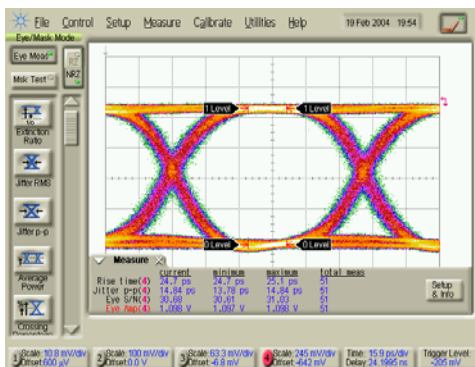 File Control Setup Measure Calibrate Utilities Help 19 Feb 2004 19:54
Eye/Mask Mode
Eye Meas
RZ
Msk Test
NRZ
1 Level 1 Level
Extinction
Ratio
Jitter RMS
Jitter p-p
Average
Power
Crossing
0 Level 0 Level
Measure
current minimum maximum total meas
Rise time(4) 24.7 ps 24.7 ps 25.1 ps 51
Jitter p-p(4) 14.84 ps 13.78 ps 14.84 ps 51
Eye S/N(4) 30.68 30.61 31.03 51
Eye Amp(4) 1.098 V 1.097 V 1.098 V 51
Setup
& Info
1 Scale: 10.8 mV/div 2 Scale: 100 mV/div 3 Scale: 63.3 mV/div 4 Scale: 245 mV/div Time: 15.9 ps/div Trigger Level:
Offset: 600 µV Offset: 0.0 V Offset: -6.8 mV Offset: -642 mV Delay: 24.1995 ns -205 mV